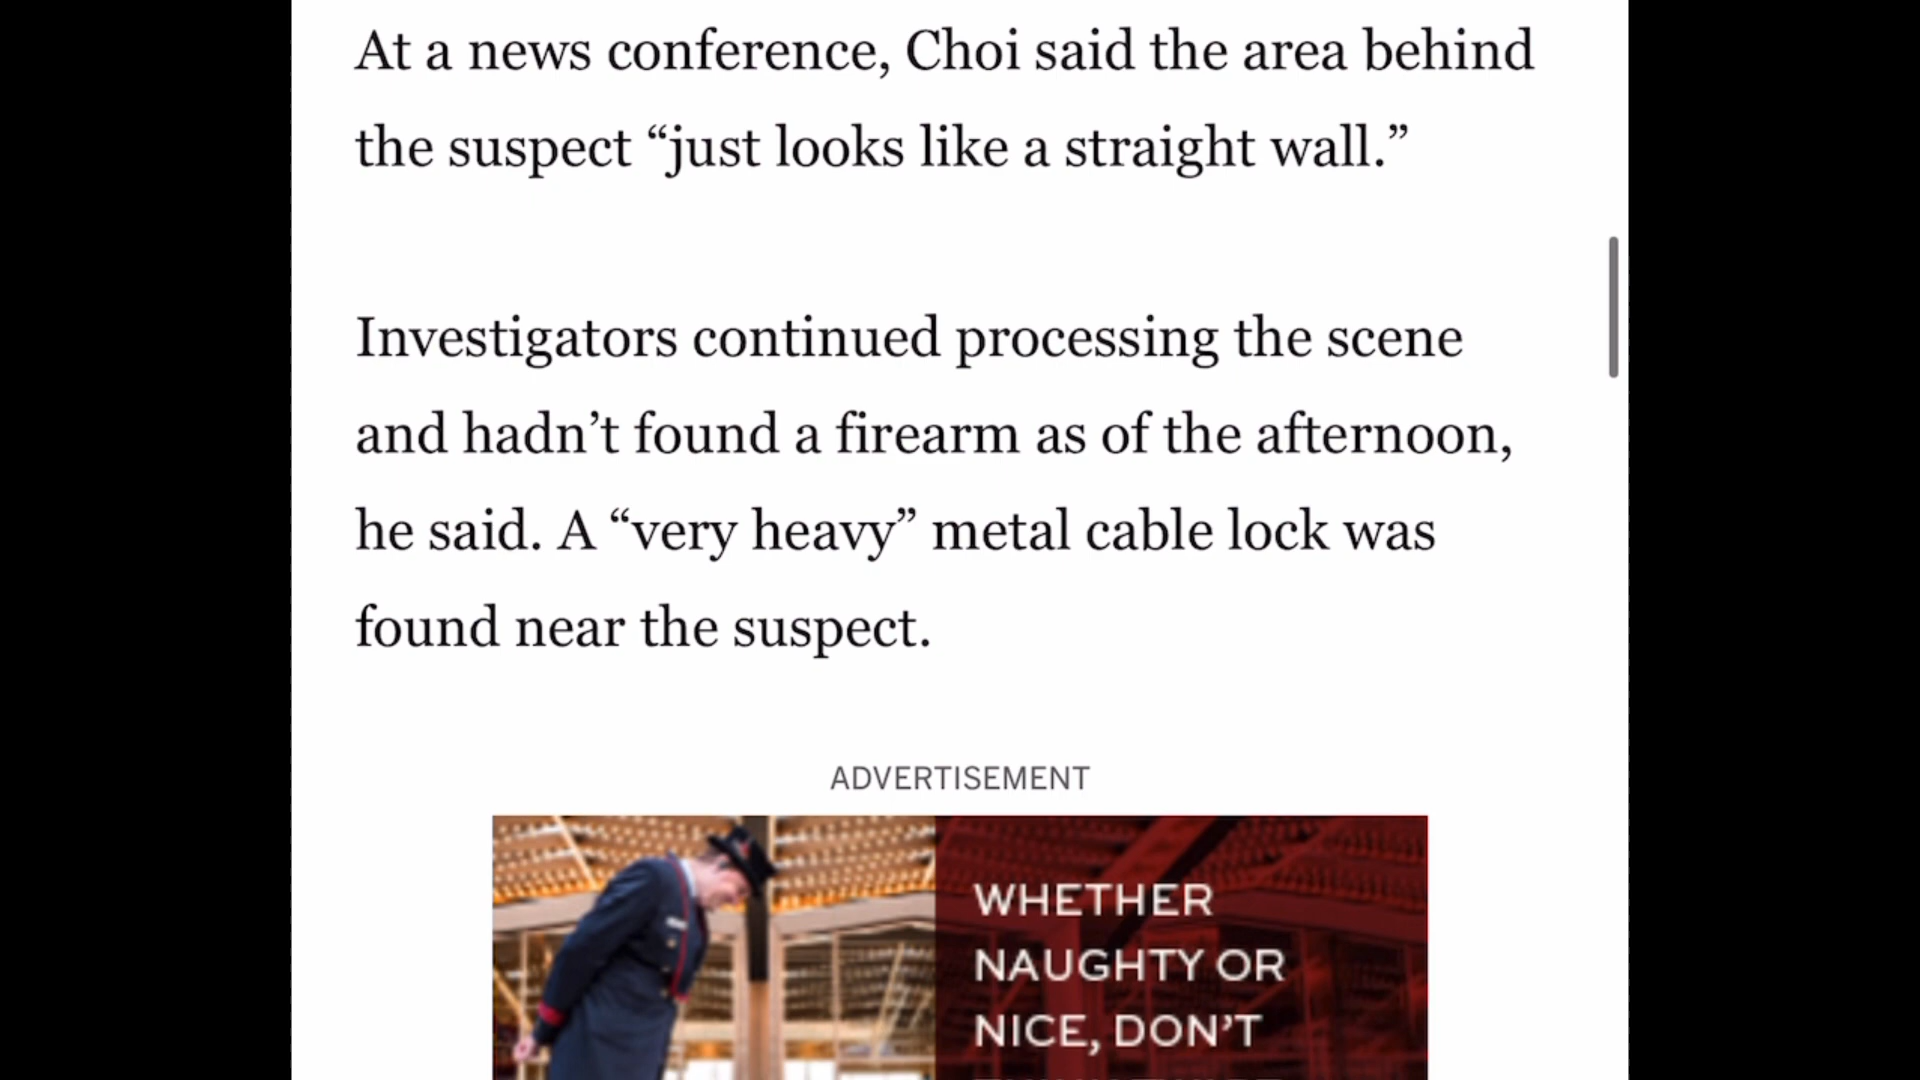 At a news conference, Choi said the area behind
the suspect “just looks like a straight wall.”
Investigators continued processing the scene
and hadn’t found a firearm as of the afternoon,
he said. A “very heavy” metal cable lock was
found near the suspect.
ADVERTISEMENT
WHETHER
NAUGHTY OR
NICE, DON’T